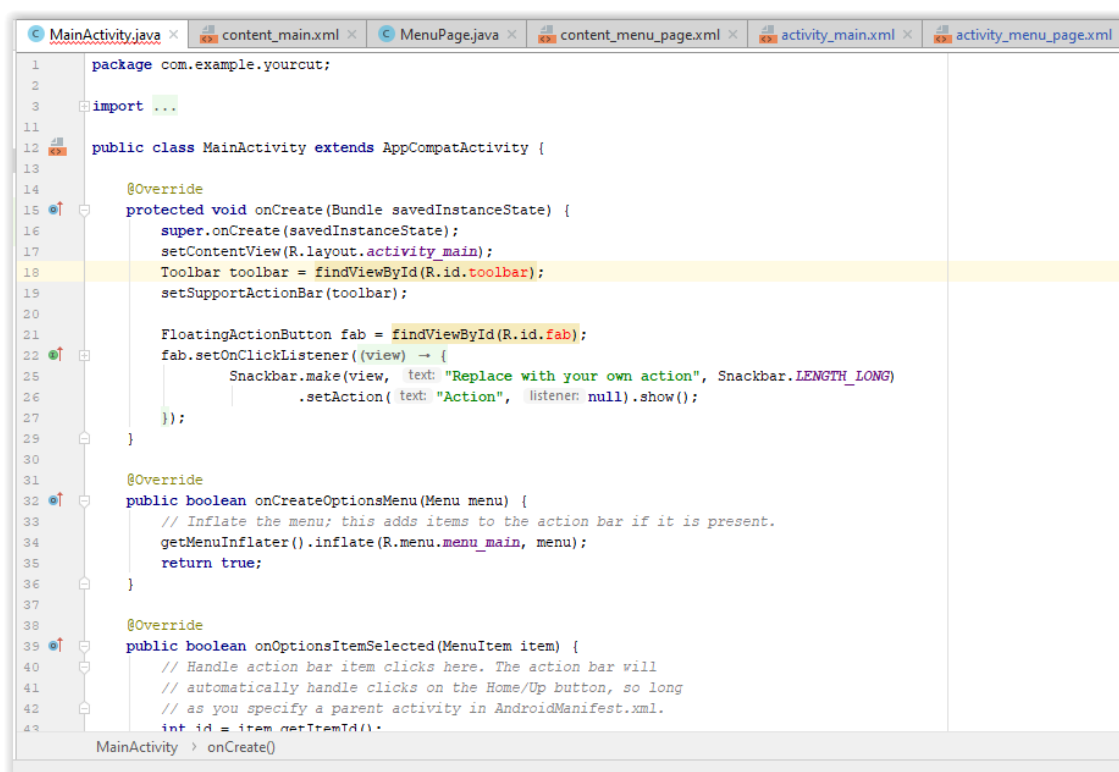 MainActivity.java content_main.xml MenuPage.java content_menu_page.xml activity_main.xml activity_menu_page.xml
1 package com.example.yourcut;
2
3 import ...
11
12 public class MainActivity extends AppCompatActivity {
13
14 @Override
15 protected void onCreate(Bundle savedInstanceState) {
16 super.onCreate(savedInstanceState);
17 setContentView(R.layout.activity_main);
18 Toolbar toolbar = findViewById(R.id.toolbar);
19 setSupportActionBar(toolbar);
20
21 FloatingActionButton fab = findViewById(R.id.fab);
22 fab.setOnClickListener((view) → {
25 Snackbar.make(view, text: "Replace with your own action", Snackbar.LENGTH_LONG)
26 .setAction( text: "Action", listener: null).show();
27 });
29 }
30
31 @Override
32 public boolean onCreateOptionsMenu(Menu menu) {
33 // Inflate the menu; this adds items to the action bar if it is present.
34 getMenuInflater().inflate(R.menu.menu_main, menu);
35 return true;
36 }
37
38 @Override
39 public boolean onOptionsItemSelected(MenuItem item) {
40 // Handle action bar item clicks here. The action bar will
41 // automatically handle clicks on the Home/Up button, so long
42 // as you specify a parent activity in AndroidManifest.xml.
43 int id = item.getItemId();
MainActivity › onCreate()